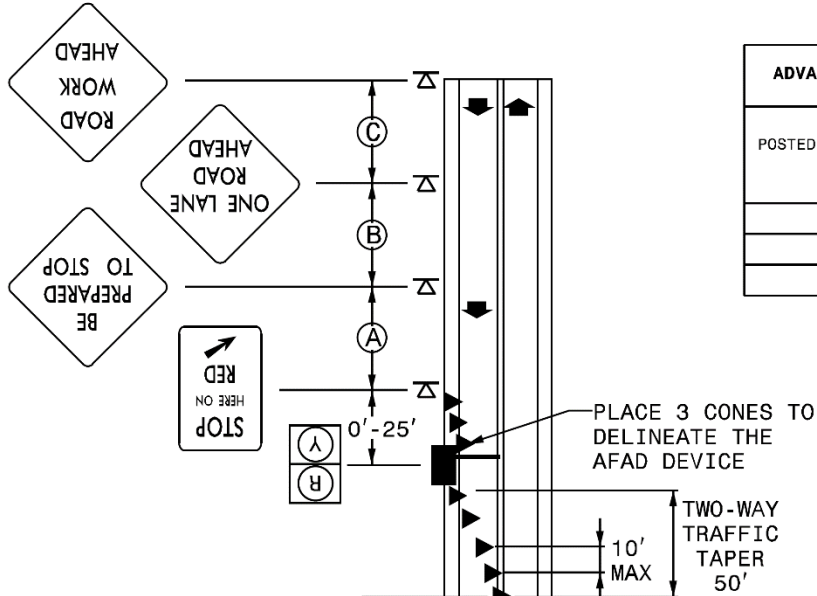 ROAD
WORK
AHEAD
ONE LANE
ROAD
AHEAD
BE
PREPARED
TO STOP
STOP
HERE ON
RED
C
B
A
0'-25'
Y
R
PLACE 3 CONES TO
DELINEATE THE
AFAD DEVICE
10'
MAX
TWO-WAY
TRAFFIC
TAPER
50'
ADVA
POSTED